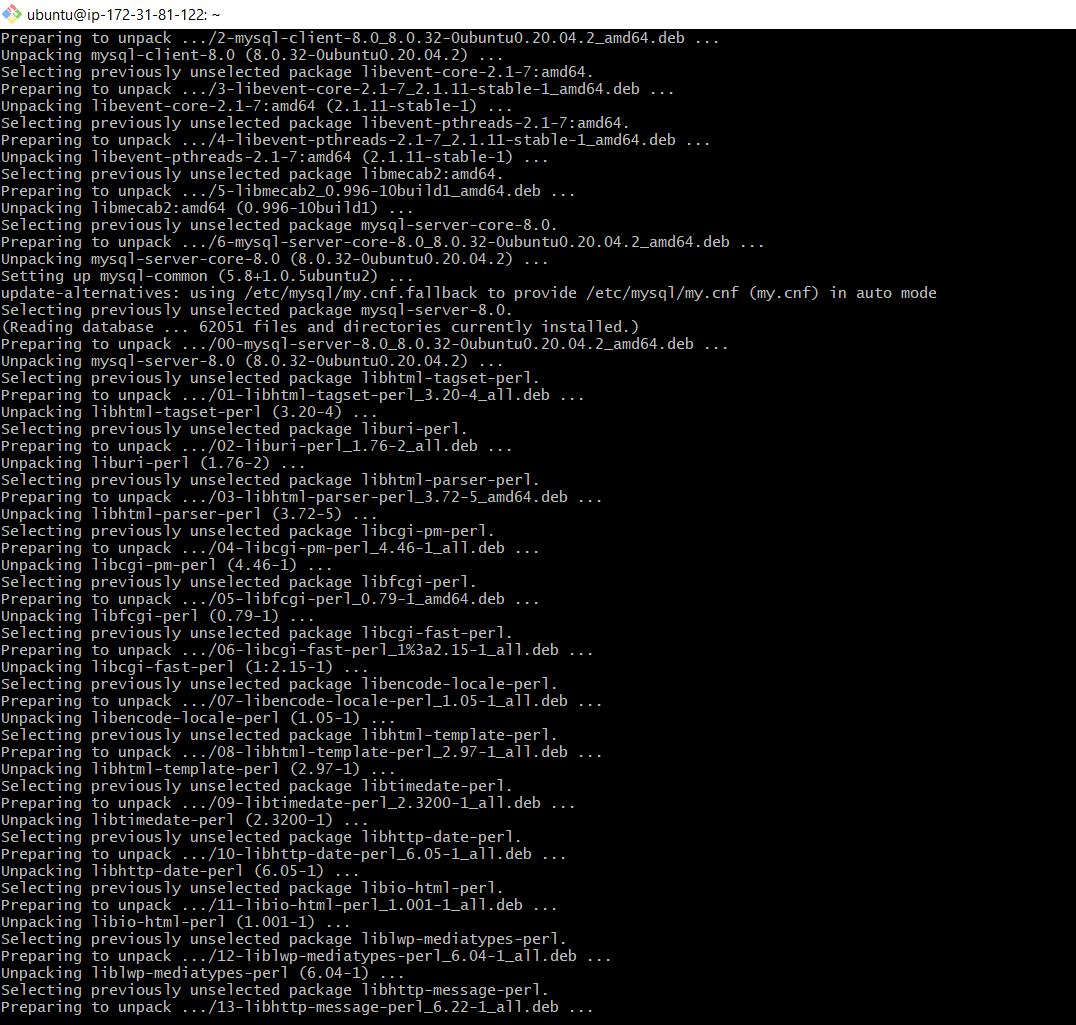 ubuntu@ip-172-31-81-122: ~
Preparing to unpack .../2-mysql-client-8.0_8.0.32-0ubuntu0.20.04.2_amd64.deb ...
Unpacking mysql-client-8.0 (8.0.32-0ubuntu0.20.04.2) ...
Selecting previously unselected package libevent-core-2.1-7:amd64.
Preparing to unpack .../3-libevent-core-2.1-7_2.1.11-stable-1_amd64.deb ...
Unpacking libevent-core-2.1-7:amd64 (2.1.11-stable-1) ...
Selecting previously unselected package libevent-pthreads-2.1-7:amd64.
Preparing to unpack .../4-libevent-pthreads-2.1-7_2.1.11-stable-1_amd64.deb ...
Unpacking libevent-pthreads-2.1-7:amd64 (2.1.11-stable-1) ...
Selecting previously unselected package libmecab2:amd64.
Preparing to unpack .../5-libmecab2_0.996-10build1_amd64.deb ...
Unpacking libmecab2:amd64 (0.996-10build1) ...
Selecting previously unselected package mysql-server-core-8.0.
Preparing to unpack .../6-mysql-server-core-8.0_8.0.32-0ubuntu0.20.04.2_amd64.deb ...
Unpacking mysql-server-core-8.0 (8.0.32-0ubuntu0.20.04.2) ...
Setting up mysql-common (5.8+1.0.5ubuntu2) ...
update-alternatives: using /etc/mysql/my.cnf.fallback to provide /etc/mysql/my.cnf (my.cnf) in auto mode
Selecting previously unselected package mysql-server-8.0.
(Reading database ... 62051 files and directories currently installed.)
Preparing to unpack .../00-mysql-server-8.0_8.0.32-0ubuntu0.20.04.2_amd64.deb ...
Unpacking mysql-server-8.0 (8.0.32-0ubuntu0.20.04.2) ...
Selecting previously unselected package libhtml-tagset-perl.
Preparing to unpack .../01-libhtml-tagset-perl_3.20-4_all.deb ...
Unpacking libhtml-tagset-perl (3.20-4) ...
Selecting previously unselected package liburi-perl.
Preparing to unpack .../02-liburi-perl_1.76-2_all.deb ...
Unpacking liburi-perl (1.76-2) ...
Selecting previously unselected package libhtml-parser-perl.
Preparing to unpack .../03-libhtml-parser-perl_3.72-5_amd64.deb ...
Unpacking libhtml-parser-perl (3.72-5) ...
Selecting previously unselected package libcgi-pm-perl.
Preparing to unpack .../04-libcgi-pm-perl_4.46-1_all.deb ...
Unpacking libcgi-pm-perl (4.46-1) ...
Selecting previously unselected package libfcgi-perl.
Preparing to unpack .../05-libfcgi-perl_0.79-1_amd64.deb ...
Unpacking libfcgi-perl (0.79-1) ...
Selecting previously unselected package libcgi-fast-perl.
Preparing to unpack .../06-libcgi-fast-perl_1%3a2.15-1_all.deb ...
Unpacking libcgi-fast-perl (1:2.15-1) ...
Selecting previously unselected package libencode-locale-perl.
Preparing to unpack .../07-libencode-locale-perl_1.05-1_all.deb ...
Unpacking libencode-locale-perl (1.05-1) ...
Selecting previously unselected package libhtml-template-perl.
Preparing to unpack .../08-libhtml-template-perl_2.97-1_all.deb ...
Unpacking libhtml-template-perl (2.97-1) ...
Selecting previously unselected package libtimedate-perl.
Preparing to unpack .../09-libtimedate-perl_2.3200-1_all.deb ...
Unpacking libtimedate-perl (2.3200-1) ...
Selecting previously unselected package libhttp-date-perl.
Preparing to unpack .../10-libhttp-date-perl_6.05-1_all.deb ...
Unpacking libhttp-date-perl (6.05-1) ...
Selecting previously unselected package libio-html-perl.
Preparing to unpack .../11-libio-html-perl_1.001-1_all.deb ...
Unpacking libio-html-perl (1.001-1) ...
Selecting previously unselected package liblwp-mediatypes-perl.
Preparing to unpack .../12-liblwp-mediatypes-perl_6.04-1_all.deb ...
Unpacking liblwp-mediatypes-perl (6.04-1) ...
Selecting previously unselected package libhttp-message-perl.
Preparing to unpack .../13-libhttp-message-perl_6.22-1_all.deb ...